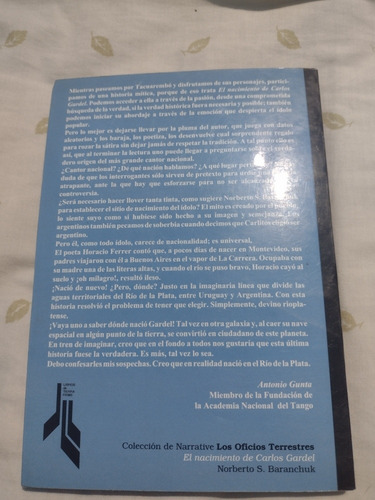 Mientras paseamos por Tacuarembó y disfrutamos de sus personajes, partici-
pamos de una historia mítica, porque de eso trata El nacimiento de Carlos
Gardel. Podemos acceder a ella a través de la pasión, desde una comprometida
búsqueda de la verdad, si la verdad histórica fuera necesaria y posible; también
podemos iniciar su abordaje a través de la emoción que despierta el ídolo
popular.
Pero lo mejor es dejarse llevar por la pluma del autor, que juega con datos
aleatorios y los baraja, los poetiza, los desenvuelve cual sorprendente regalo
para rozar la sátira sin dejar jamás de respetar la tradición. A tal punto ello es
así, que al terminar la lectura uno puede llegar a preguntarse
dera origen del más grande cantor nacional.
¿Cantor nacional? ¿De qué nación hablamos? ¿A qué lugar
duda de que los interrogantes sólo sirven de pretexto para urdir
atrapante, ante la que hay que esforzarse para no ser
controversia.
¿Será necesario hacer llover tanta tinta, como sugiere Norberto S.
para establecer el sitio de nacimiento del ídolo? El mito es creado por el pueblo,
lo siente suyo como si hubiese sido hecho a su imagen y semejanza. Los
argentinos también pecamos de soberbia cuando decimos que Carlitos eligió ser
argentino.
Pero él, como todo ídolo, carece de nacionalidad; es universal.
El poeta Horacio Ferrer contó que, a pocos días de nacer en Montevideo, sus
padres viajaron con él a Buenos Aires en el vapor de La Carrera. Ocupaba con
su madre una de las literas altas, y cuando el río se puso bravo, Horacio cayó al
suelo y ¡oh milagro!, resultó ileso.
¿Nació de nuevo? ¿Pero, dónde? Justo en la imaginaria línea que divide las
aguas territoriales del Río de la Plata, entre Uruguay y Argentina. Con esta
historia resolvió el problema de tener que elegir. Simplemente, devino riopla-
tense.
¡Vaya uno a saber dónde nació Gardel! Tal vez en otra galaxia y, al caer su nave
espacial en algún punto de la tierra, se convirtió en ciudadano de este planeta.
En tren de imaginar, creo que en el fondo a todos nos gustaría que esta última
historia fuese la verdadera. Es más, tal vez lo sea.
Debo confesarles mis sospechas. Creo que en realidad nació en el Río de la Plata.
Antonio Gunta
Miembro de la Fundación de
la Academia Nacional del Tango
Colección de Narrative Los Oficios Terrestres
El nacimiento de Carlos Gardel
Norberto S. Baranchuk